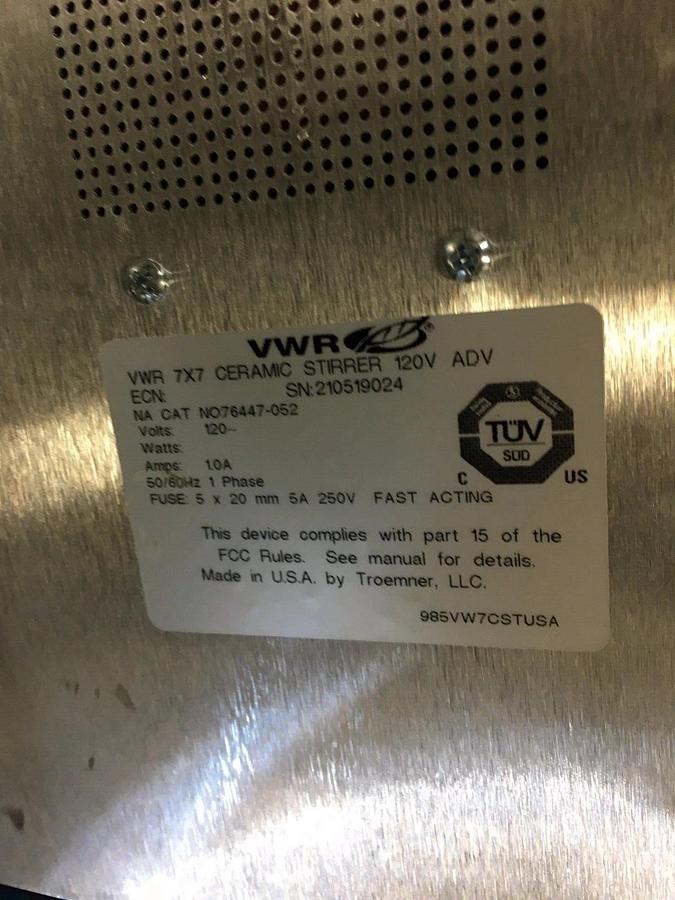 VWR
VWR 7X7 CERAMIC STIRRER 120V ADV
ECN: SN:210519024
NA CAT NO76447-052
Volts: 120~
Watts:
Amps: 1.0A
50/60Hz 1 Phase
FUSE: 5 x 20 mm 5A 250V FAST ACTING
TÜV
SÜD
C US
This device complies with part 15 of the
FCC Rules. See manual for details.
Made in U.S.A. by Troemner, LLC.
985VW7CSTUSA